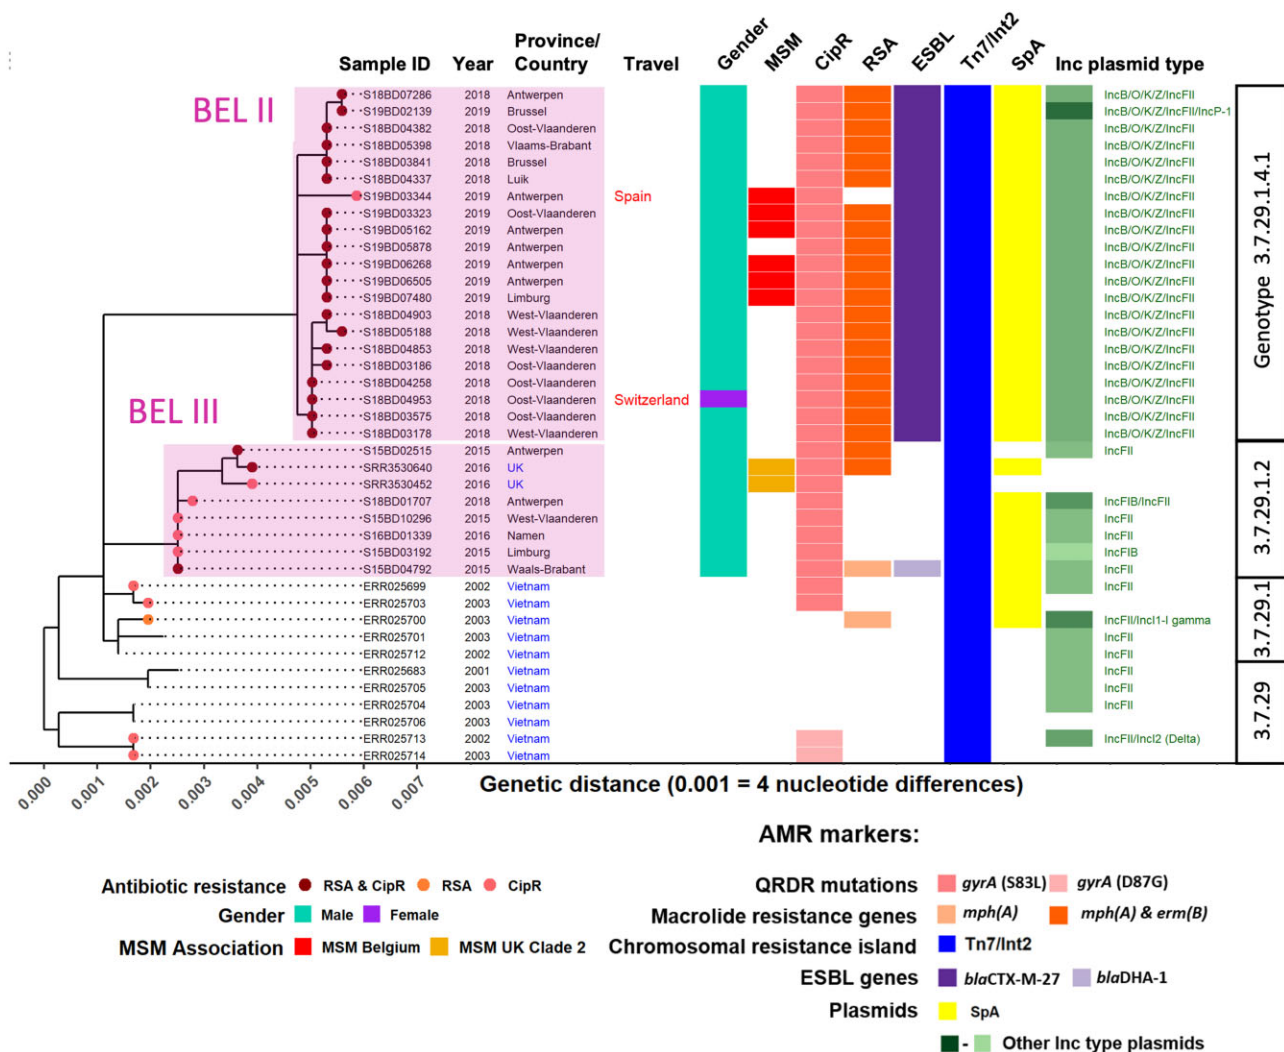 Province/
Sample ID Year Country Travel Gender MSM CipR RSA ESBL Tn7/Int2 SpA Inc plasmid type
BEL II
S18BD07286 2018 Antwerpen IncB/O/K/Z/IncFII
S19BD02139 2019 Brussel IncB/O/K/Z/IncFII/IncP-1
S18BD04382 2018 Oost-Vlaanderen IncB/O/K/Z/IncFII
S18BD05398 2018 Vlaams-Brabant IncB/O/K/Z/IncFII
S18BD03841 2018 Brussel IncB/O/K/Z/IncFII
S18BD04337 2018 Luik IncB/O/K/Z/IncFII
S19BD03344 2019 Antwerpen Spain IncB/O/K/Z/IncFII
S19BD03323 2019 Oost-Vlaanderen IncB/O/K/Z/IncFII
S19BD05162 2019 Antwerpen IncB/O/K/Z/IncFII
S19BD05878 2019 Antwerpen IncB/O/K/Z/IncFII
S19BD06268 2019 Antwerpen IncB/O/K/Z/IncFII
S19BD06505 2019 Antwerpen IncB/O/K/Z/IncFII
S19BD07480 2019 Limburg IncB/O/K/Z/IncFII
S18BD04903 2018 West-Vlaanderen IncB/O/K/Z/IncFII
S18BD05188 2018 West-Vlaanderen IncB/O/K/Z/IncFII
S18BD04853 2018 West-Vlaanderen IncB/O/K/Z/IncFII
S18BD03186 2018 Oost-Vlaanderen IncB/O/K/Z/IncFII
S18BD04258 2018 Oost-Vlaanderen IncB/O/K/Z/IncFII
S18BD04953 2018 Oost-Vlaanderen Switzerland IncB/O/K/Z/IncFII
S18BD03575 2018 Oost-Vlaanderen IncB/O/K/Z/IncFII
S18BD03178 2018 West-Vlaanderen IncB/O/K/Z/IncFII
Genotype 3.7.29.1.4.1
BEL III
S15BD02515 2015 Antwerpen IncFII
SRR3530640 2016 UK
SRR3530452 2016 UK
S18BD01707 2018 Antwerpen IncFIB/IncFII
S15BD10296 2015 West-Vlaanderen IncFII
S16BD01339 2016 Namen IncFII
S15BD03192 2015 Limburg IncFIB
S15BD04792 2015 Waals-Brabant IncFII
3.7.29.1.2
ERR025699 2002 Vietnam IncFII
ERR025703 2003 Vietnam
ERR025700 2003 Vietnam IncFII/IncI1-I gamma
ERR025701 2003 Vietnam IncFII
ERR025712 2002 Vietnam IncFII
3.7.29.1
ERR025683 2001 Vietnam IncFII
ERR025705 2003 Vietnam IncFII
ERR025704 2003 Vietnam IncFII
ERR025706 2003 Vietnam
ERR025713 2002 Vietnam IncFII/IncI2 (Delta)
ERR025714 2003 Vietnam
3.7.29
0.000 0.001 0.002 0.003 0.004 0.005 0.006 0.007
Genetic distance (0.001 = 4 nucleotide differences)
Antibiotic resistance RSA & CipR RSA CipR
Gender Male Female
MSM Association MSM Belgium MSM UK Clade 2
AMR markers:
QRDR mutations gyrA (S83L) gyrA (D87G)
Macrolide resistance genes mph(A) mph(A) & erm(B)
Chromosomal resistance island Tn7/Int2
ESBL genes blaCTX-M-27 blaDHA-1
Plasmids SpA
- Other Inc type plasmids